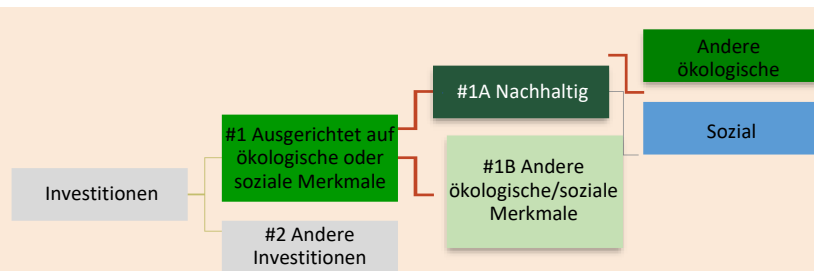 Investitionen
#1 Ausgerichtet auf
ökologische oder
soziale Merkmale
#2 Andere
Investitionen
#1A Nachhaltig
#1B Andere
ökologische/soziale
Merkmale
Andere
ökologische
Sozial